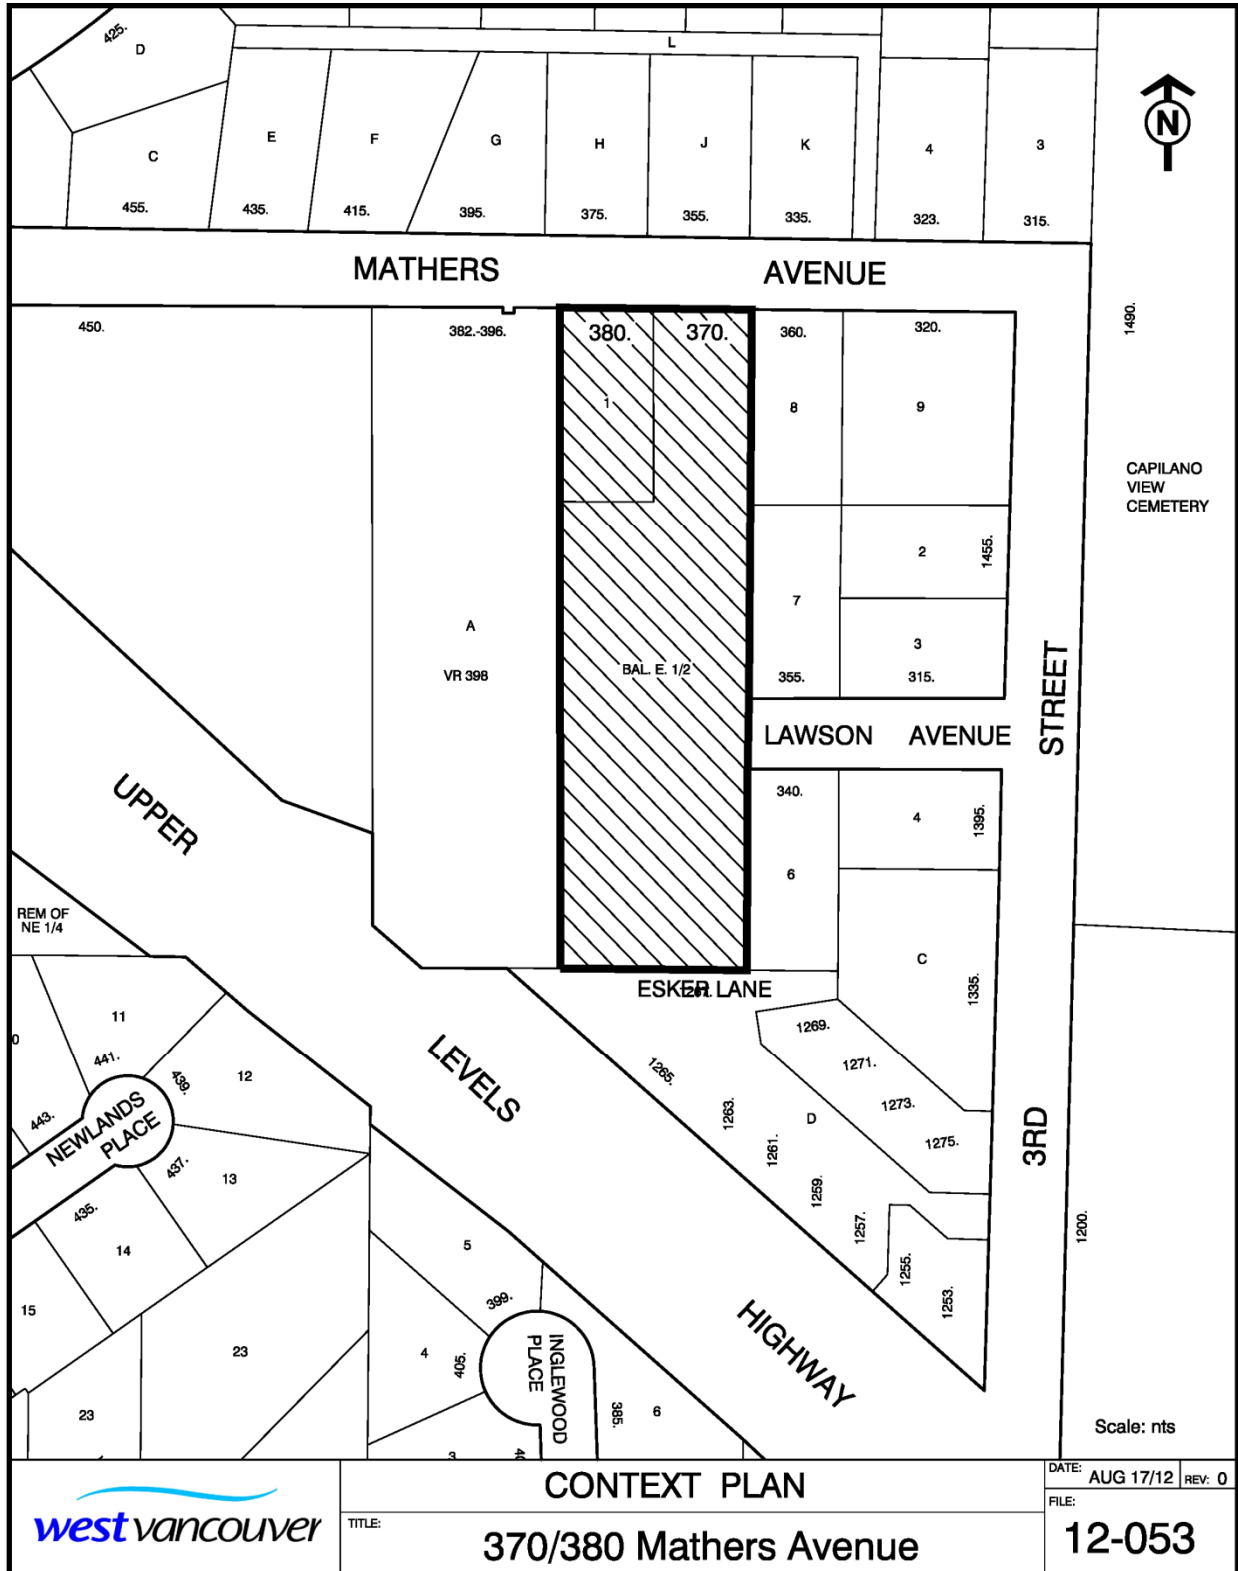 425.
D
L
C
E
F
G
H
J
K
4
3
455.
435.
415.
395.
375.
355.
335.
323.
315.
N
MATHERS AVENUE
450.
382.-396.
380.
370.
360.
320.
1490.
1
8
9
CAPILANO
VIEW
CEMETERY
2
1455.
7
3
A
VR 398
BAL. E. 1/2
355.
315.
LAWSON AVENUE
3RD STREET
UPPER LEVELS HIGHWAY
340.
4
1395.
6
REM OF
NE 1/4
C
1335.
ESKER LANE
11
441.
439.
12
443.
NEWLANDS
PLACE
437.
13
435.
14
15
23
23
1269.
1271.
1273.
1275.
1265.
1263.
D
1261.
1259.
1257.
1255.
1253.
1200.
5
399.
4
405.
INGLEWOOD
PLACE
385.
6
3
Scale: nts
west vancouver
CONTEXT PLAN
TITLE:
370/380 Mathers Avenue
DATE: AUG 17/12
REV: 0
FILE:
12-053